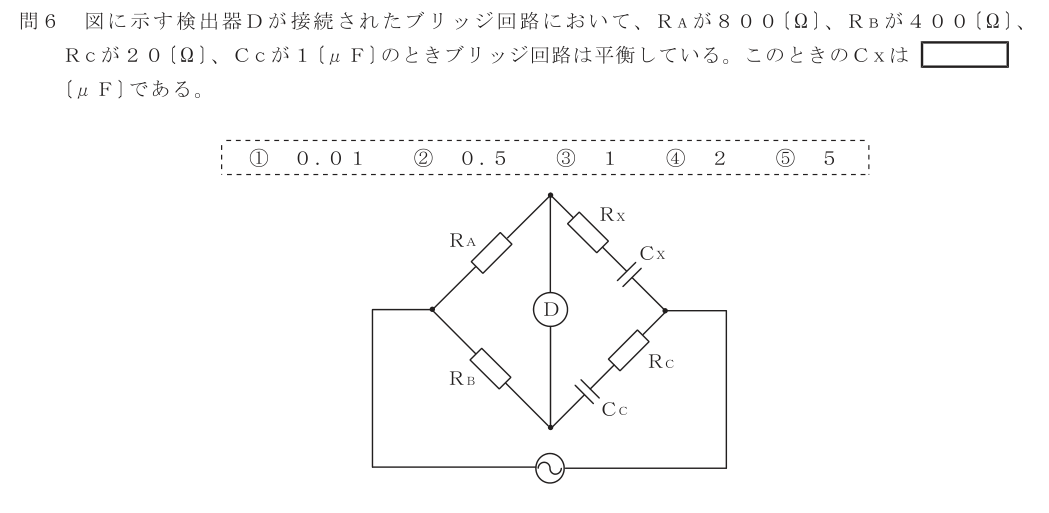 問６　図に示す検出器Ｄが接続されたブリッジ回路において、ＲAが８００〔Ω〕、ＲBが４００〔Ω〕、
Ｒcが２０〔Ω〕、Ｃcが１〔μＦ〕のときブリッジ回路は平衡している。このときのＣxは
〔μＦ〕である。
① ０.０１　② ０.５　③ １　④ ２　⑤ ５
RX
RA
CX
D
RB
RC
CC